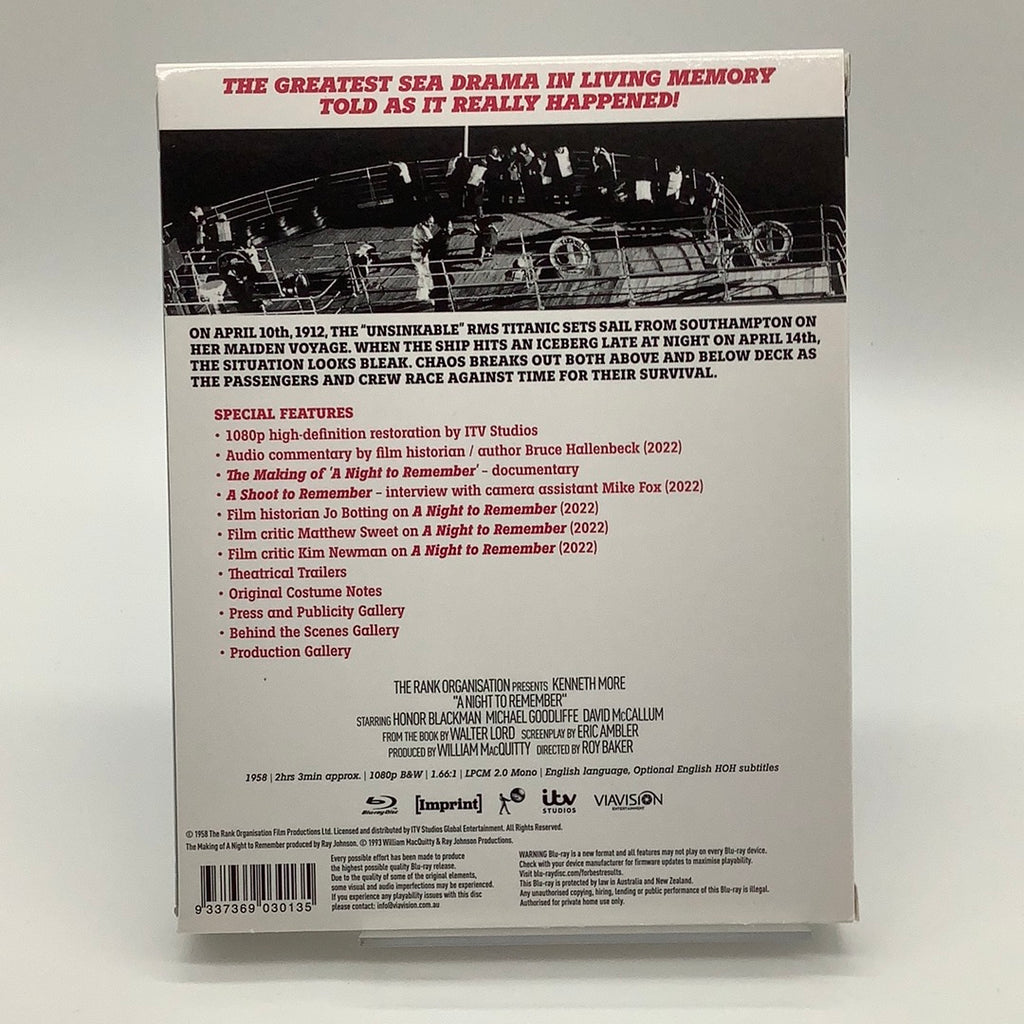 THE GREATEST SEA DRAMA IN LIVING MEMORY
TOLD AS IT REALLY HAPPENED!
ON APRIL 10th, 1912, THE "UNSINKABLE" RMS TITANIC SETS SAIL FROM SOUTHAMPTON ON
HER MAIDEN VOYAGE. WHEN THE SHIP HITS AN ICEBERG LATE AT NIGHT ON APRIL 14th,
THE SITUATION LOOKS BLEAK. CHAOS BREAKS OUT BOTH ABOVE AND BELOW DECK AS
THE PASSENGERS AND CREW RACE AGAINST TIME FOR THEIR SURVIVAL.
SPECIAL FEATURES
• 1080p high-definition restoration by ITV Studios
• Audio commentary by film historian / author Bruce Hallenbeck (2022)
• The Making of 'A Night to Remember' – documentary
• A Shoot to Remember – interview with camera assistant Mike Fox (2022)
• Film historian Jo Botting on A Night to Remember (2022)
• Film critic Matthew Sweet on A Night to Remember (2022)
• Film critic Kim Newman on A Night to Remember (2022)
• Theatrical Trailers
• Original Costume Notes
• Press and Publicity Gallery
• Behind the Scenes Gallery
• Production Gallery
THE RANK ORGANISATION PRESENTS KENNETH MORE
"A NIGHT TO REMEMBER"
STARRING HONOR BLACKMAN MICHAEL GOODLIFFE DAVID McCALLUM
FROM THE BOOK BY WALTER LORD SCREENPLAY BY ERIC AMBLER
PRODUCED BY WILLIAM MacQUITTY DIRECTED BY ROY BAKER
1958 | 2hrs 3min approx. | 1080p B&W | 1.66:1 | LPCM 2.0 Mono | English language, Optional English HOH subtitles
Blu-ray Disc [Imprint] itv STUDIOS VIAVISION ENTERTAINMENT
© 1958 The Rank Organisation Film Productions Ltd. Licensed and distributed by ITV Studios Global Entertainment. All Rights Reserved.
The Making of A Night to Remember produced by Ray Johnson. © 1993 William MacQuitty & Ray Johnson Productions.
9 337369 030135
Every possible effort has been made to produce
the highest possible quality Blu-ray release.
Due to the quality of some of the original elements,
some visual and audio imperfections may be experienced.
If you experience any playability issues with this disc
please contact: info@viavision.com.au
WARNING Blu-ray is a new format and all features may not play on every Blu-ray device.
Check with your device manufacturer for firmware updates to maximise playability.
Visit blu-raydisc.com/forbestresults.
This Blu-ray is protected by law in Australia and New Zealand.
Any unauthorised copying, hiring, lending or public performance of this Blu-ray is illegal.
Authorised for private home use only.